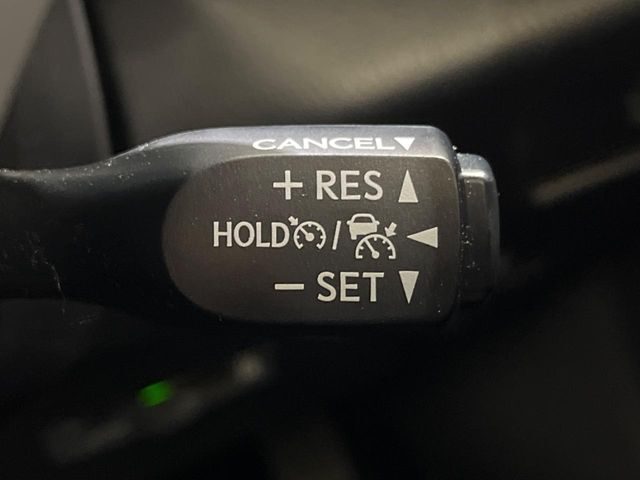 CANCEL▼
+ RES ▲
HOLD / ◀
− SET ▼